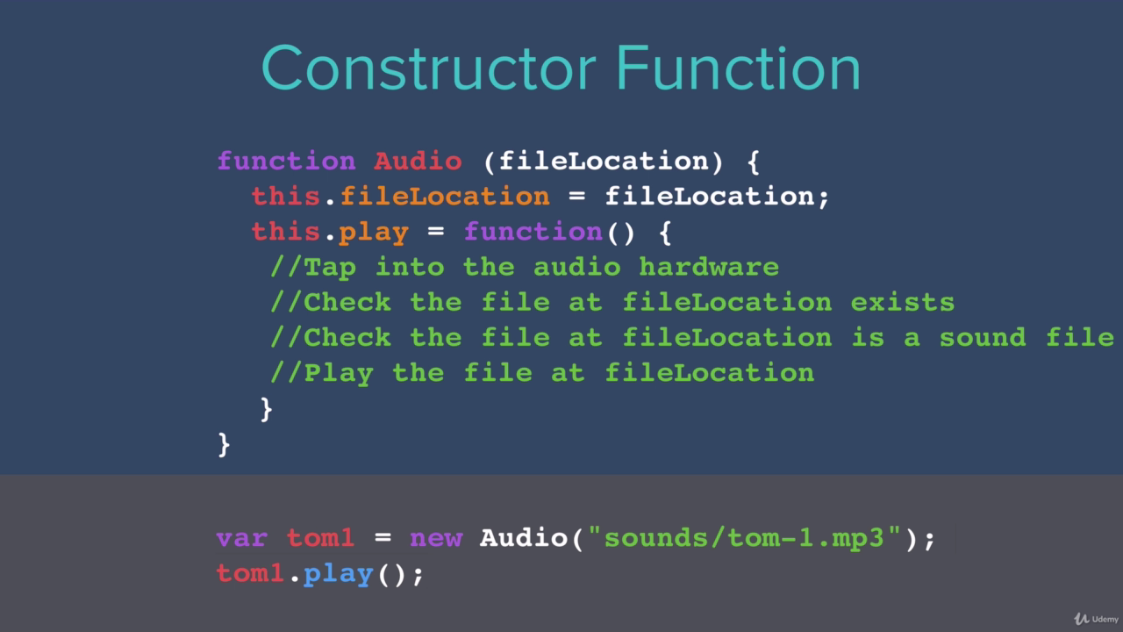 Constructor Function
function Audio (fileLocation) {
this.fileLocation = fileLocation;
this.play = function() {
//Tap into the audio hardware
//Check the file at fileLocation exists
//Check the file at fileLocation is a sound file
//Play the file at fileLocation
}
}
var tom1 = new Audio("sounds/tom-1.mp3");
tom1.play();
Udemy